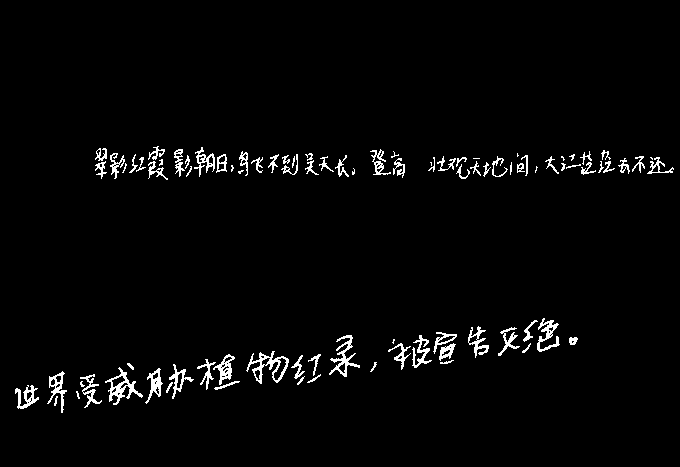 翠影红霞影朝日,鸟飞不到吴天长。登高 壮观天地间,大江茫茫去不还。
世界受威胁植物红录,被宣告灭绝。